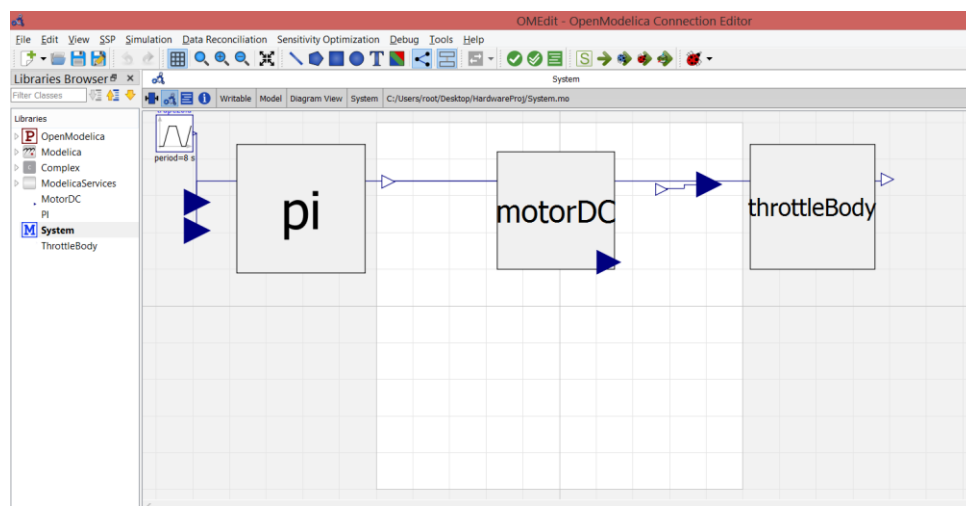 OMEdit - OpenModelica Connection Editor
File Edit View SSP Simulation Data Reconciliation Sensitivity Optimization Debug Tools Help
Libraries Browser
System
Filter Classes
Writable Model Diagram View System C:/Users/root/Desktop/HardwareProj/System.mo
Libraries
P OpenModelica
Modelica
Complex
ModelicaServices
MotorDC
PI
M System
ThrottleBody
period=8 s
pi
motorDC
throttleBody